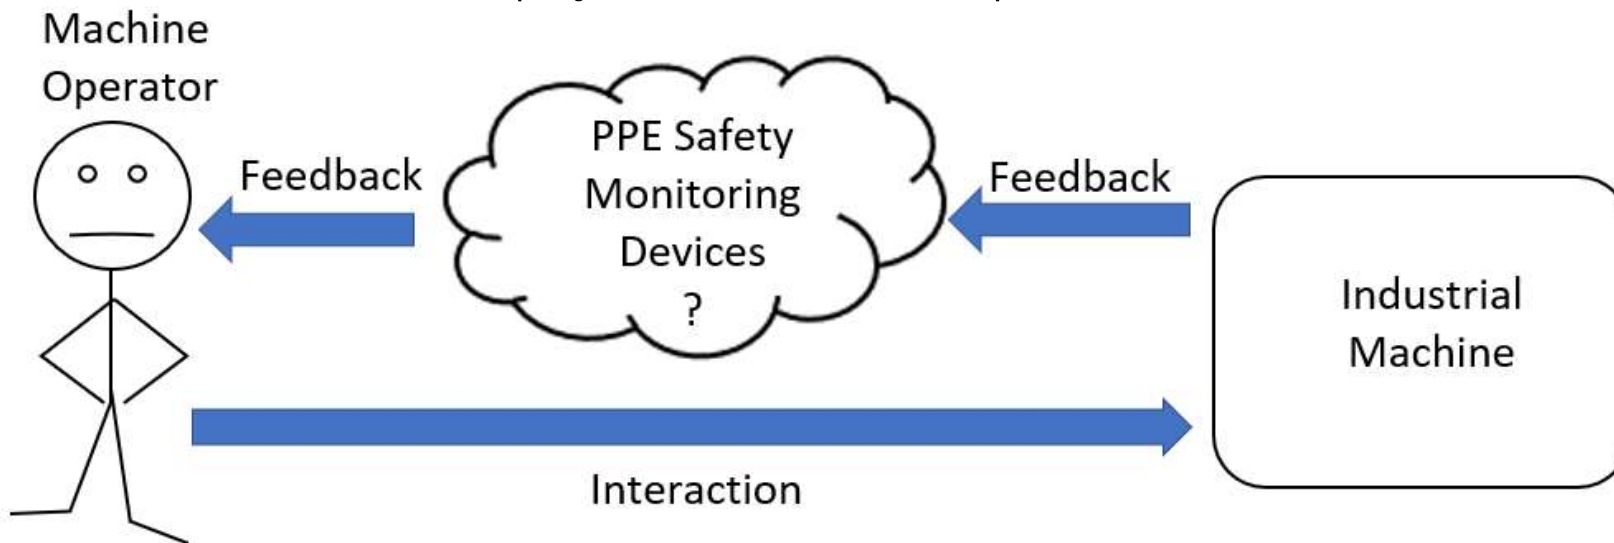 Machine
Operator
Feedback
PPE Safety
Monitoring
Devices
?
Feedback
Industrial
Machine
Interaction